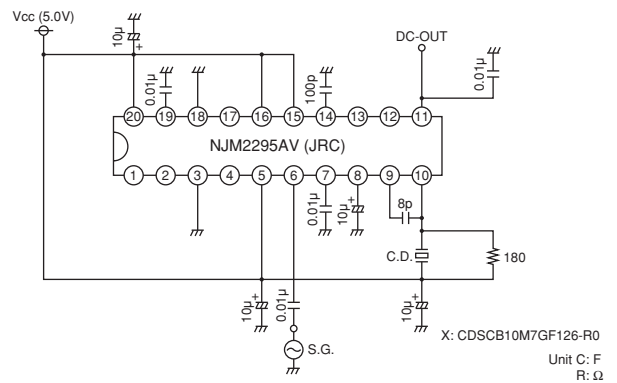 Vcc (5.0V)
10μ
+
DC-OUT
0.01μ
0.01μ
100p
20 19 18 17 16 15 14 13 12 11
NJM2295AV (JRC)
1 2 3 4 5 6 7 8 9 10
0.01μ
10μ
+
8p
C.D.
180
10μ
+
0.01μ
10μ
+
S.G.
X: CDSCB10M7GF126-R0
Unit C: F
R: Ω